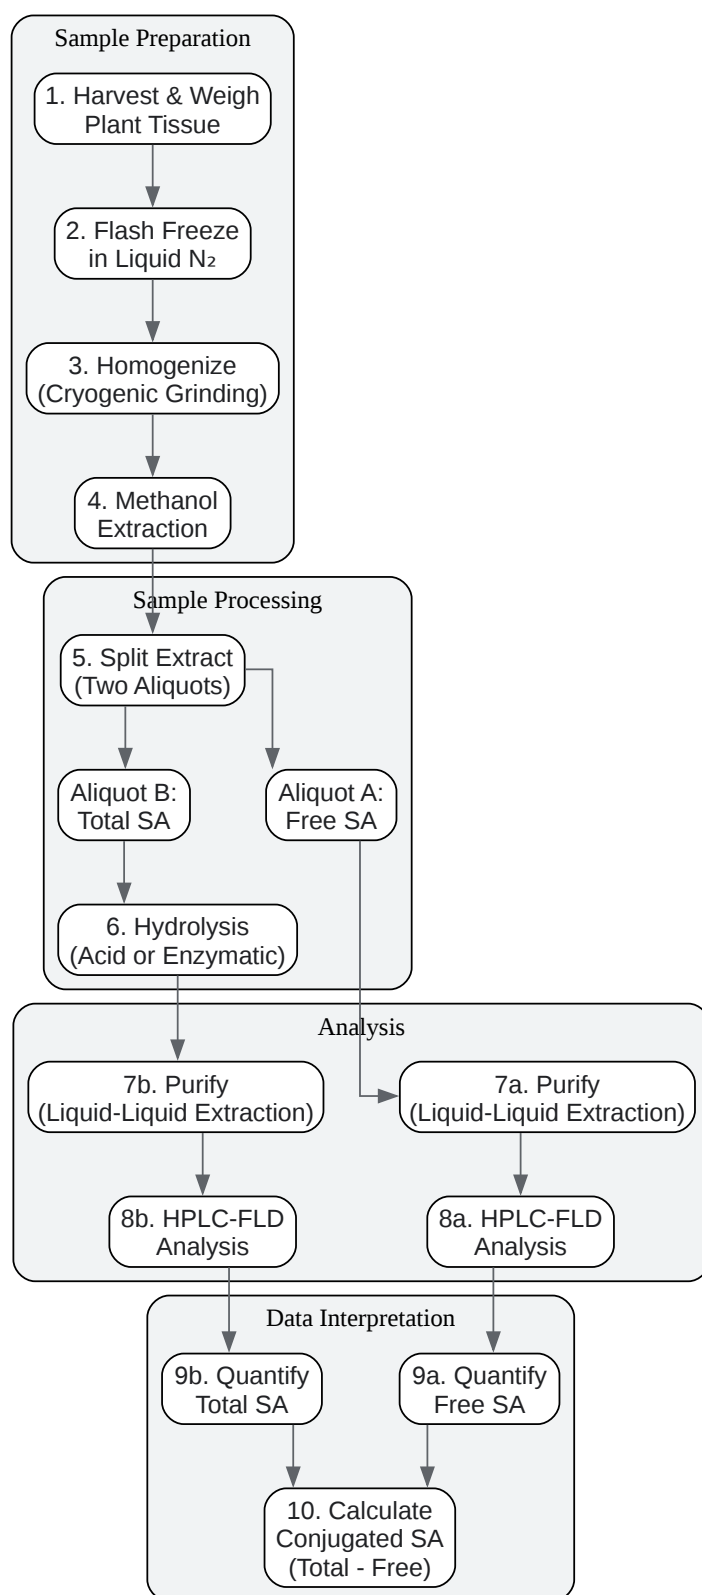 Sample Preparation
1. Harvest & Weigh
Plant Tissue
2. Flash Freeze
in Liquid N₂
3. Homogenize
(Cryogenic Grinding)
4. Methanol
Extraction
Sample Processing
5. Split Extract
(Two Aliquots)
Aliquot B:
Total SA
Aliquot A:
Free SA
6. Hydrolysis
(Acid or Enzymatic)
Analysis
7b. Purify
(Liquid-Liquid Extraction)
7a. Purify
(Liquid-Liquid Extraction)
8b. HPLC-FLD
Analysis
8a. HPLC-FLD
Analysis
Data Interpretation
9b. Quantify
Total SA
9a. Quantify
Free SA
10. Calculate
Conjugated SA
(Total - Free)